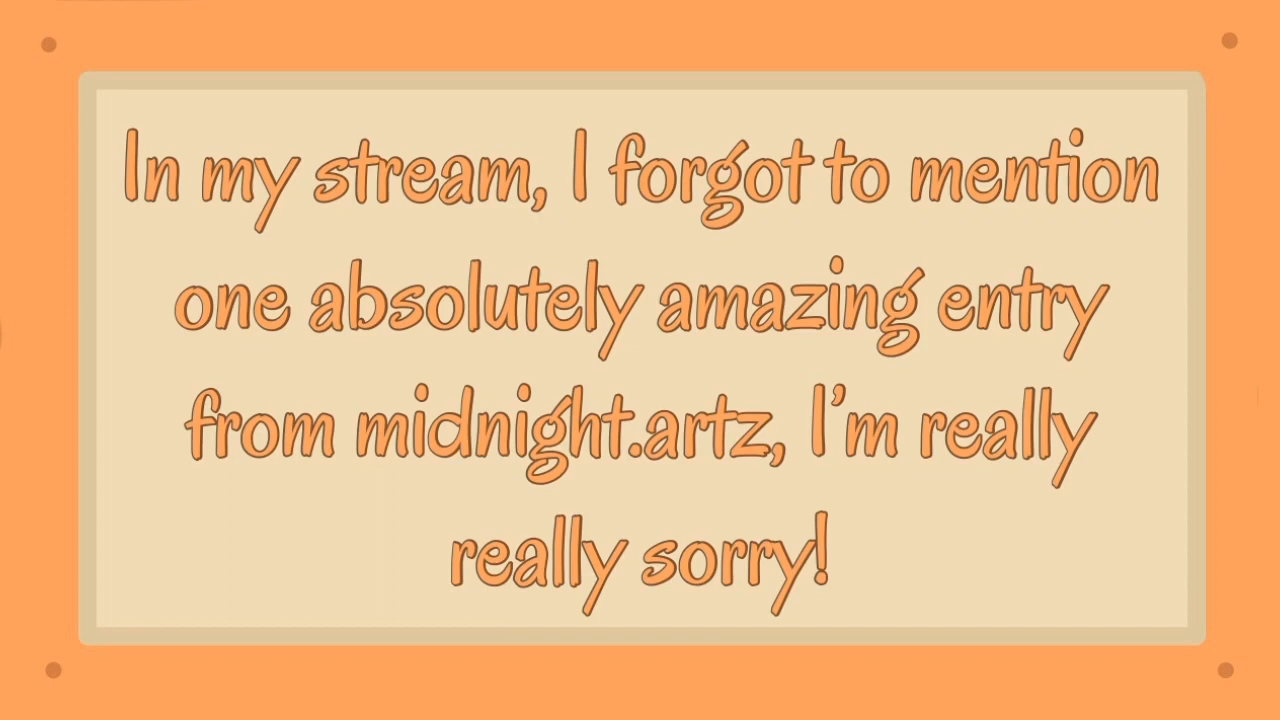 In my stream, I forgot to mention
one absolutely amazing entry
from midnight.artz, I’m really
really sorry!